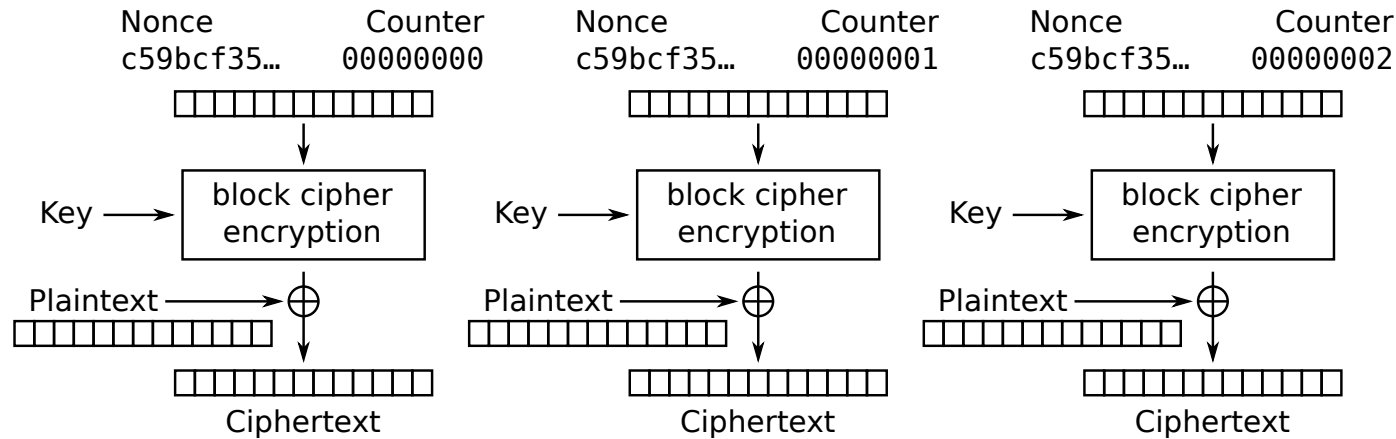 Nonce Counter Nonce Counter Nonce Counter
c59bcf35… 00000000 c59bcf35… 00000001 c59bcf35… 00000002
block cipher block cipher block cipher
Key encryption Key encryption Key encryption
Plaintext Plaintext Plaintext
Ciphertext Ciphertext Ciphertext